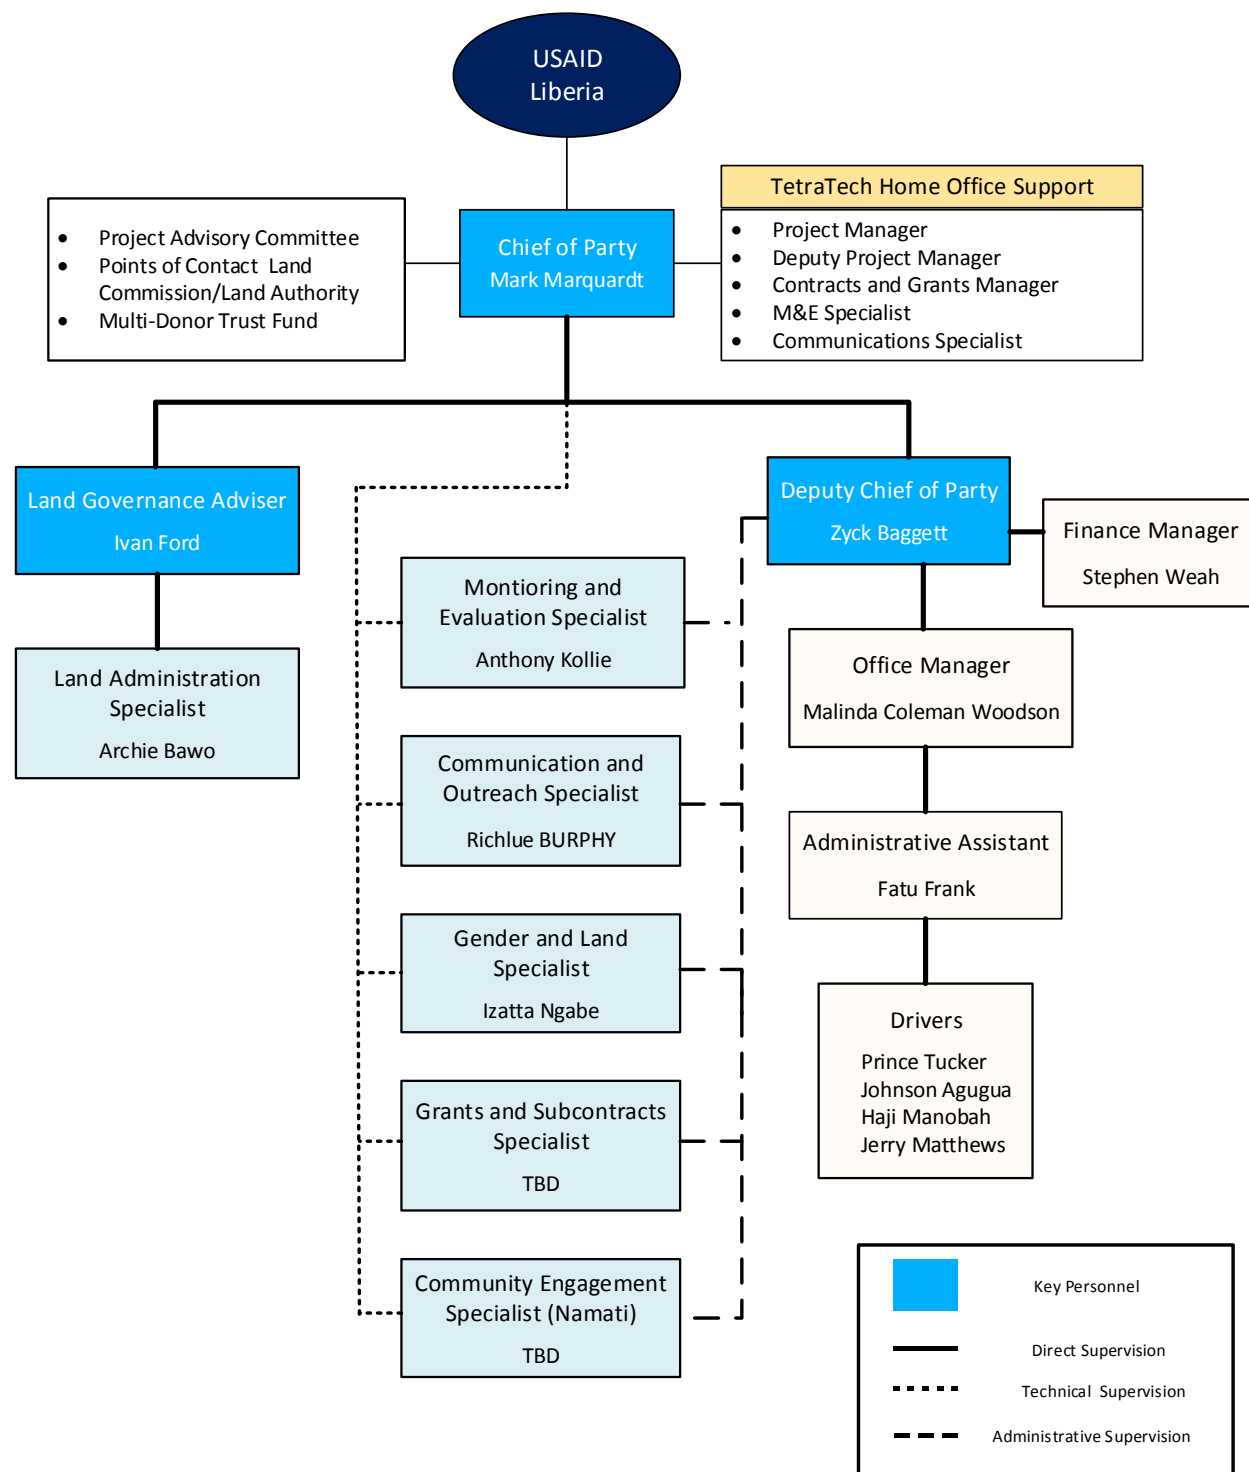 USAID
Liberia
TetraTech Home Office Support
• Project Advisory Committee
• Points of Contact Land
Commission/Land Authority
• Multi-Donor Trust Fund
Chief of Party
Mark Marquardt
• Project Manager
• Deputy Project Manager
• Contracts and Grants Manager
• M&E Specialist
• Communications Specialist
Land Governance Adviser
Ivan Ford
Land Administration
Specialist
Archie Bawo
Montioring and
Evaluation Specialist
Anthony Kollie
Communication and
Outreach Specialist
Richlue BURPHY
Gender and Land
Specialist
Izatta Ngabe
Grants and Subcontracts
Specialist
TBD
Community Engagement
Specialist (Namati)
TBD
Deputy Chief of Party
Zyck Baggett
Finance Manager
Stephen Weah
Office Manager
Malinda Coleman Woodson
Administrative Assistant
Fatu Frank
Drivers
Prince Tucker
Johnson Agugua
Haji Manobah
Jerry Matthews
Key Personnel
Direct Supervision
Technical Supervision
Administrative Supervision